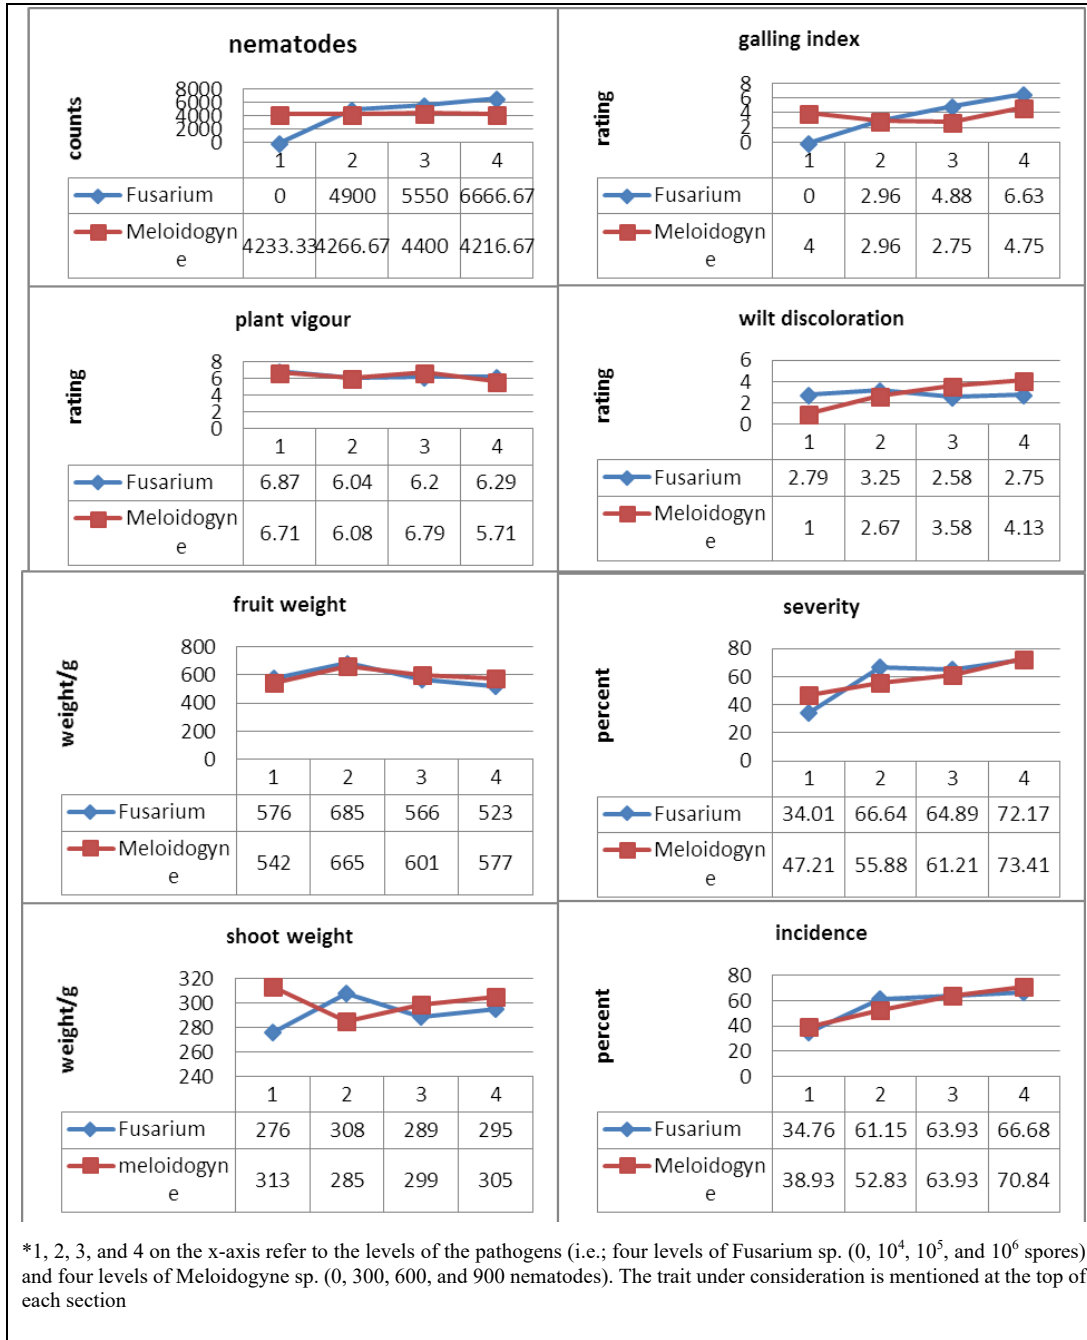 nematodes
counts
8000
6000
4000
2000
0
1 2 3 4
Fusarium 0 4900 5550 6666.67
Meloidogyn
e 4233.33 4266.67 4400 4216.67
galling index
rating
8
6
4
2
0
1 2 3 4
Fusarium 0 2.96 4.88 6.63
Meloidogyn
e 4 2.96 2.75 4.75
plant vigour
rating
8
6
4
2
0
1 2 3 4
Fusarium 6.87 6.04 6.2 6.29
Meloidogyn
e 6.71 6.08 6.79 5.71
wilt discoloration
rating
6
4
2
0
1 2 3 4
Fusarium 2.79 3.25 2.58 2.75
Meloidogyn
e 1 2.67 3.58 4.13
fruit weight
weight/g
800
600
400
200
0
1 2 3 4
Fusarium 576 685 566 523
Meloidogyn
e 542 665 601 577
severity
percent
80
60
40
20
0
1 2 3 4
Fusarium 34.01 66.64 64.89 72.17
Meloidogyn
e 47.21 55.88 61.21 73.41
shoot weight
weight/g
320
300
280
260
240
1 2 3 4
Fusarium 276 308 289 295
meloidogyn
e 313 285 299 305
incidence
percent
80
60
40
20
0
1 2 3 4
Fusarium 34.76 61.15 63.93 66.68
Meloidogyn
e 38.93 52.83 63.93 70.84
*1, 2, 3, and 4 on the x-axis refer to the levels of the pathogens (i.e.; four levels of Fusarium sp. (0, 10⁴, 10⁵, and 10⁶ spores)
and four levels of Meloidogyne sp. (0, 300, 600, and 900 nematodes). The trait under consideration is mentioned at the top of
each section